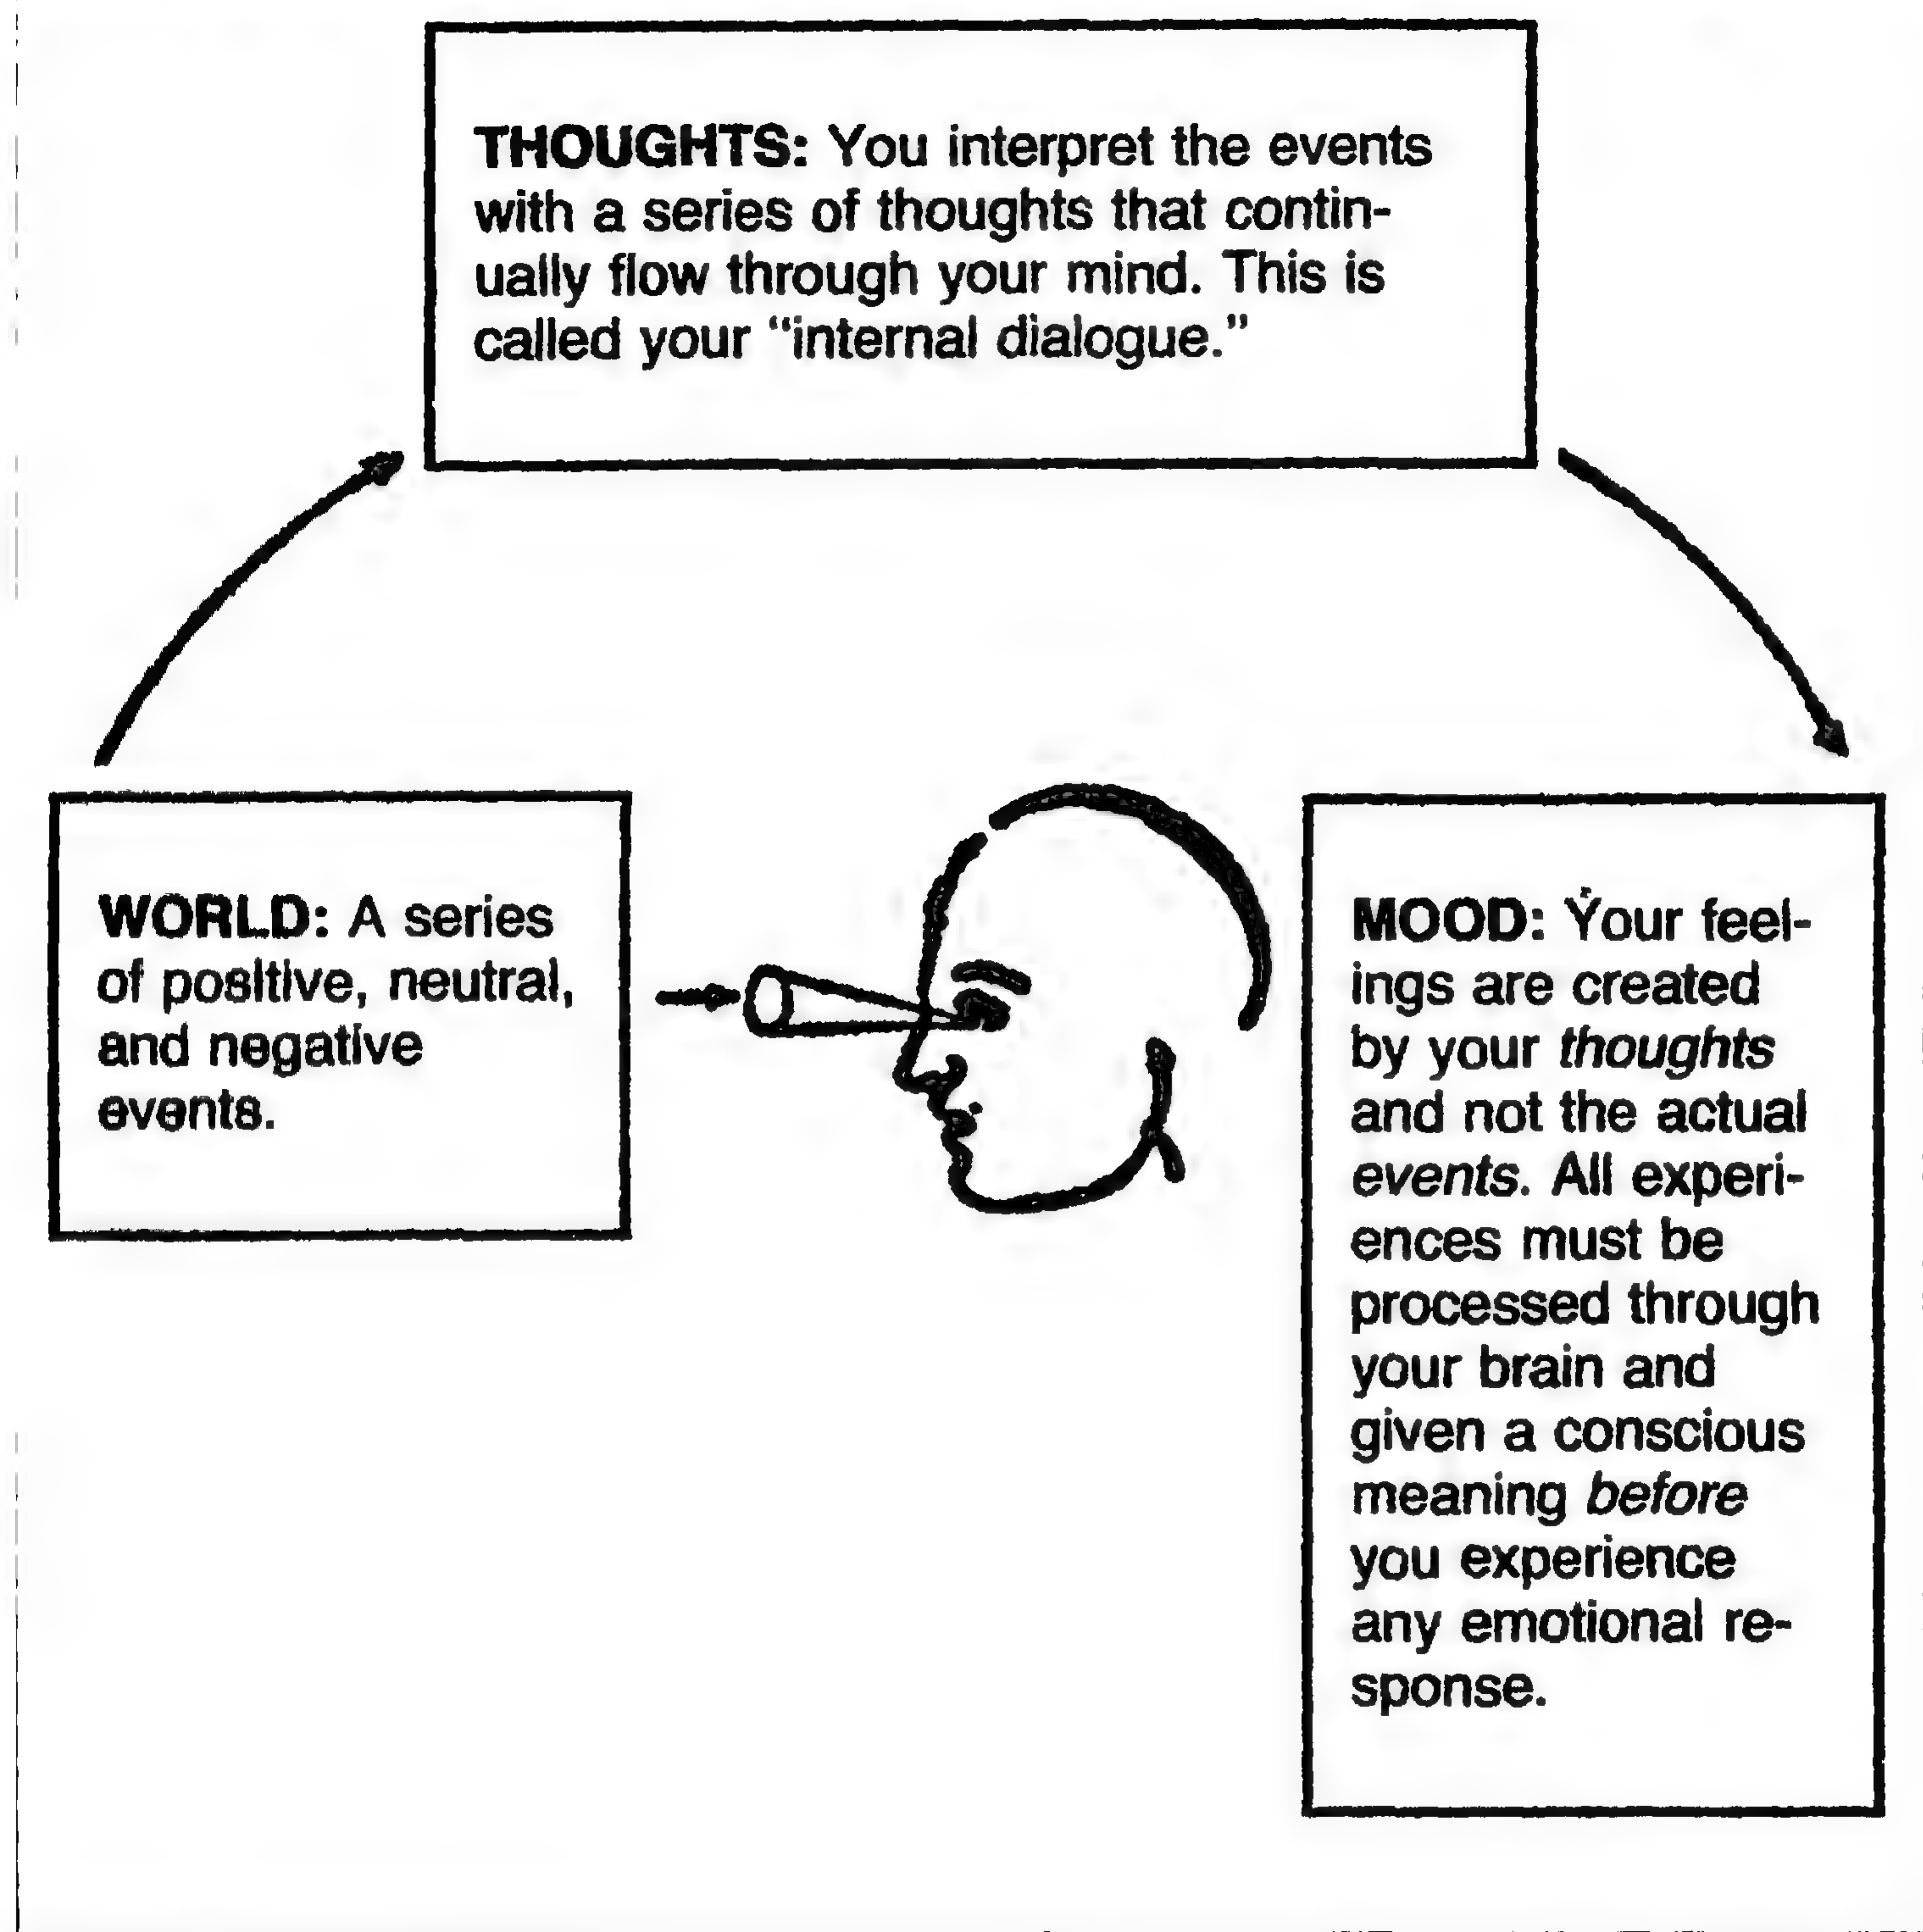 THOUGHTS: You interpret the events
with a series of thoughts that contin-
ually flow through your mind. This is
called your “internal dialogue.”
WORLD: A series
of positive, neutral,
and negative
events.
MOOD: Your feel-
ings are created
by your thoughts
and not the actual
events. All experi-
ences must be
processed through
your brain and
given a conscious
meaning before
you experience
any emotional re-
sponse.